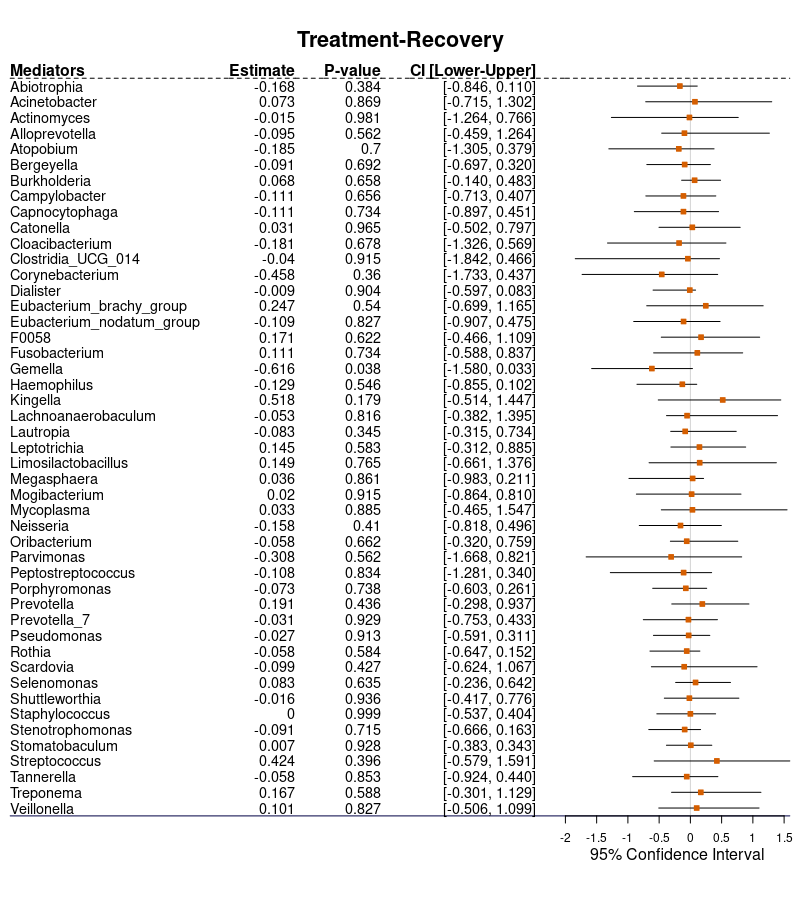 Treatment-Recovery
Mediators Estimate P-value CI [Lower-Upper]
Abiotrophia -0.168 0.384 [-0.846, 0.110]
Acinetobacter 0.073 0.869 [-0.715, 1.302]
Actinomyces -0.015 0.981 [-1.264, 0.766]
Alloprevotella -0.095 0.562 [-0.459, 1.264]
Atopobium -0.185 0.7 [-1.305, 0.379]
Bergeyella -0.091 0.692 [-0.697, 0.320]
Burkholderia 0.068 0.658 [-0.140, 0.483]
Campylobacter -0.111 0.656 [-0.713, 0.407]
Capnocytophaga -0.111 0.734 [-0.897, 0.451]
Catonella 0.031 0.965 [-0.502, 0.797]
Cloacibacterium -0.181 0.678 [-1.326, 0.569]
Clostridia_UCG_014 -0.04 0.915 [-1.842, 0.466]
Corynebacterium -0.458 0.36 [-1.733, 0.437]
Dialister -0.009 0.904 [-0.597, 0.083]
Eubacterium_brachy_group 0.247 0.54 [-0.699, 1.165]
Eubacterium_nodatum_group -0.109 0.827 [-0.907, 0.475]
F0058 0.171 0.622 [-0.466, 1.109]
Fusobacterium 0.111 0.734 [-0.588, 0.837]
Gemella -0.616 0.038 [-1.580, 0.033]
Haemophilus -0.129 0.546 [-0.855, 0.102]
Kingella 0.518 0.179 [-0.514, 1.447]
Lachnoanaerobaculum -0.053 0.816 [-0.382, 1.395]
Lautropia -0.083 0.345 [-0.315, 0.734]
Leptotrichia 0.145 0.583 [-0.312, 0.885]
Limosilactobacillus 0.149 0.765 [-0.661, 1.376]
Megasphaera 0.036 0.861 [-0.983, 0.211]
Mogibacterium 0.02 0.915 [-0.864, 0.810]
Mycoplasma 0.033 0.885 [-0.465, 1.547]
Neisseria -0.158 0.41 [-0.818, 0.496]
Oribacterium -0.058 0.662 [-0.320, 0.759]
Parvimonas -0.308 0.562 [-1.668, 0.821]
Peptostreptococcus -0.108 0.834 [-1.281, 0.340]
Porphyromonas -0.073 0.738 [-0.603, 0.261]
Prevotella 0.191 0.436 [-0.298, 0.937]
Prevotella_7 -0.031 0.929 [-0.753, 0.433]
Pseudomonas -0.027 0.913 [-0.591, 0.311]
Rothia -0.058 0.584 [-0.647, 0.152]
Scardovia -0.099 0.427 [-0.624, 1.067]
Selenomonas 0.083 0.635 [-0.236, 0.642]
Shuttleworthia -0.016 0.936 [-0.417, 0.776]
Staphylococcus 0 0.999 [-0.537, 0.404]
Stenotrophomonas -0.091 0.715 [-0.666, 0.163]
Stomatobaculum 0.007 0.928 [-0.383, 0.343]
Streptococcus 0.424 0.396 [-0.579, 1.591]
Tannerella -0.058 0.853 [-0.924, 0.440]
Treponema 0.167 0.588 [-0.301, 1.129]
Veillonella 0.101 0.827 [-0.506, 1.099]
-2 -1.5 -1 -0.5 0 0.5 1 1.5
95% Confidence Interval